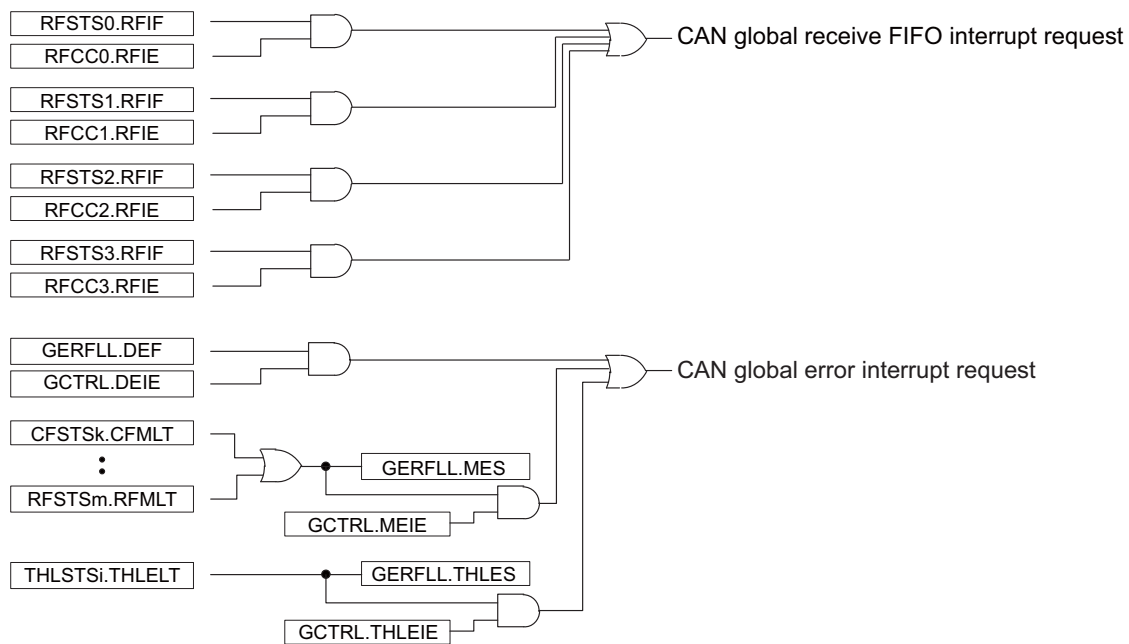 RFSTS0.RFIF
RFCC0.RFIE
CAN global receive FIFO interrupt request
RFSTS1.RFIF
RFCC1.RFIE
RFSTS2.RFIF
RFCC2.RFIE
RFSTS3.RFIF
RFCC3.RFIE
GERFLL.DEF
GCTRL.DEIE
CAN global error interrupt request
CFSTSk.CFMLT
GERFLL.MES
RFSTSm.RFMLT
GCTRL.MEIE
THLSTSi.THLELT
GERFLL.THLES
GCTRL.THLEIE